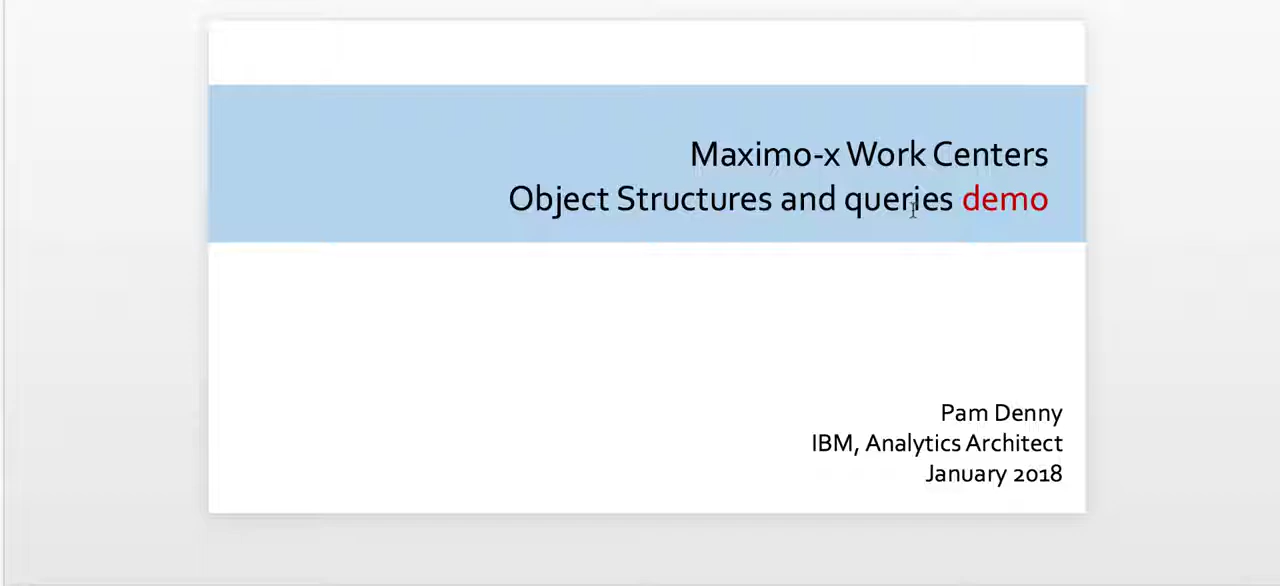 Maximo-x Work Centers
Object Structures and queries demo
Pam Denny
IBM, Analytics Architect
January 2018